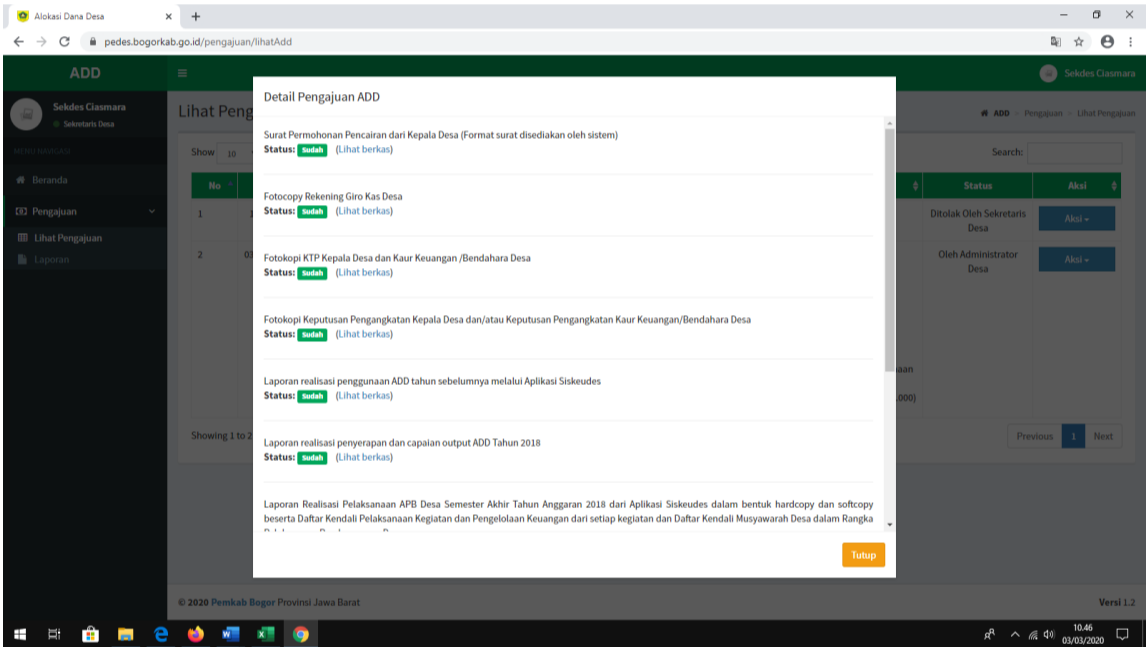 Alokasi Dana Desa
pedes.bogorkab.go.id/pengajuan/lihatAdd
ADD
Sekdes Ciasmara
Sekdes Ciasmara
Sekretaris Desa
MENU NAVIGASI
Beranda
Pengajuan
Lihat Pengajuan
Laporan
Lihat Peng
ADD > Pengajuan > Lihat Pengajuan
Show 10
Search:
No
Status
Aksi
1
Ditolak Oleh Sekretaris
Desa
Aksi
2
03
Oleh Administrator
Desa
Aksi
aan
.000)
Showing 1 to 2
Previous 1 Next
Detail Pengajuan ADD
Surat Permohonan Pencairan dari Kepala Desa (Format surat disediakan oleh sistem)
Status: Sudah (Lihat berkas)
Fotocopy Rekening Giro Kas Desa
Status: Sudah (Lihat berkas)
Fotokopi KTP Kepala Desa dan Kaur Keuangan /Bendahara Desa
Status: Sudah (Lihat berkas)
Fotokopi Keputusan Pengangkatan Kepala Desa dan/atau Keputusan Pengangkatan Kaur Keuangan/Bendahara Desa
Status: Sudah (Lihat berkas)
Laporan realisasi penggunaan ADD tahun sebelumnya melalui Aplikasi Siskeudes
Status: Sudah (Lihat berkas)
Laporan realisasi penyerapan dan capaian output ADD Tahun 2018
Status: Sudah (Lihat berkas)
Laporan Realisasi Pelaksanaan APB Desa Semester Akhir Tahun Anggaran 2018 dari Aplikasi Siskeudes dalam bentuk hardcopy dan softcopy
beserta Daftar Kendali Pelaksanaan Kegiatan dan Pengelolaan Keuangan dari setiap kegiatan dan Daftar Kendali Musyawarah Desa dalam Rangka
Tutup
© 2020 Pemkab Bogor Provinsi Jawa Barat
Versi 1.2
10.46
03/03/2020